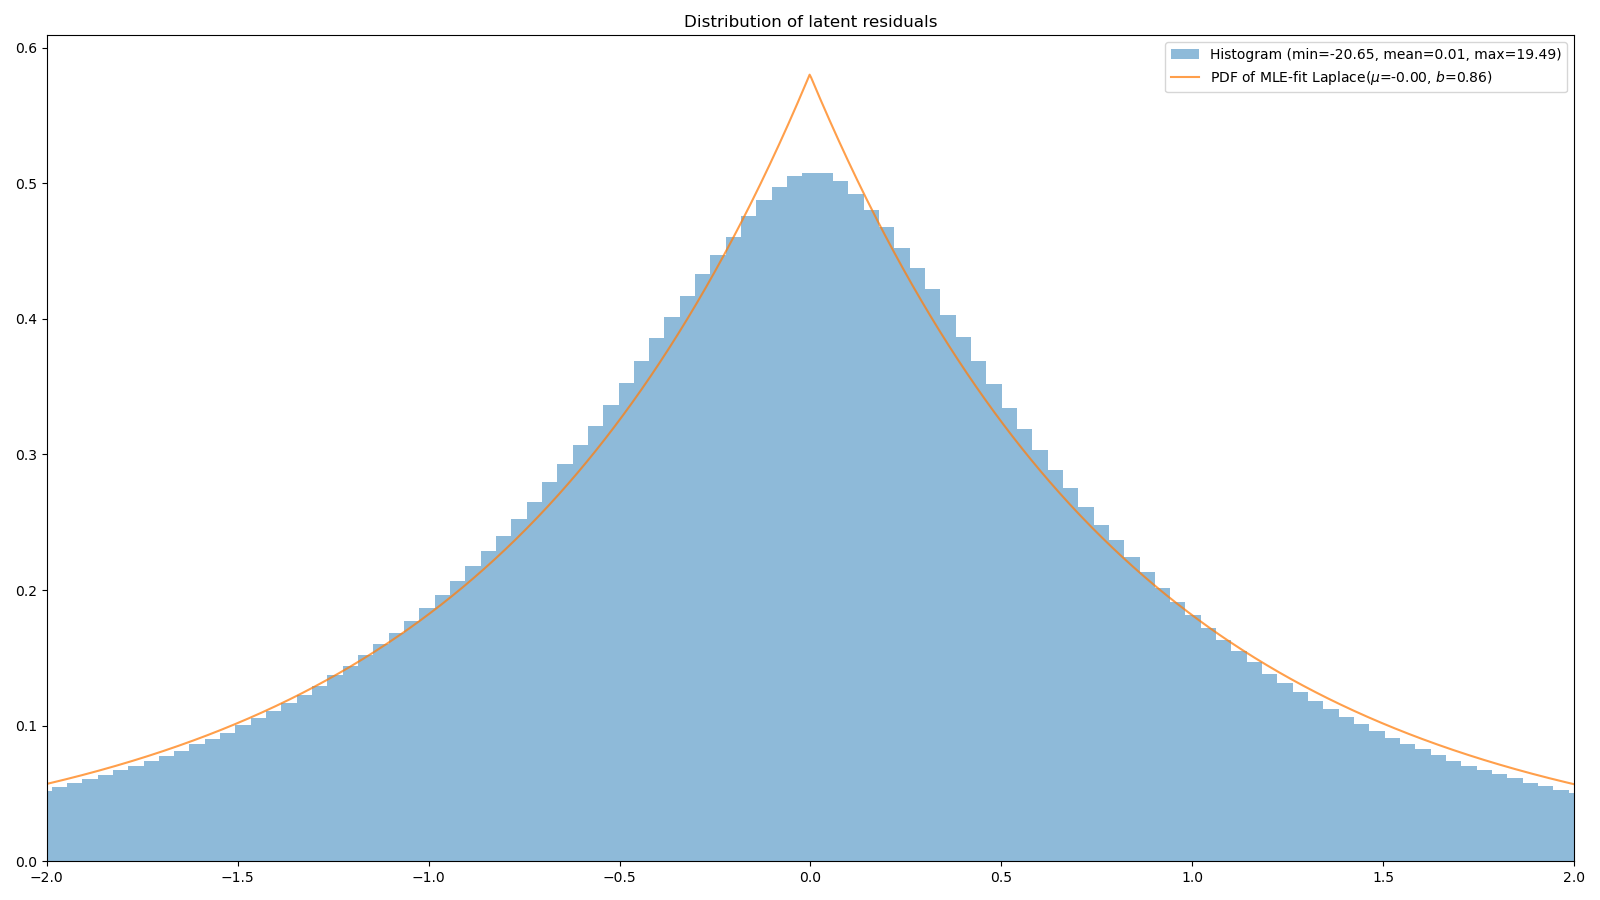 Distribution of latent residuals
Histogram (min=-20.65, mean=0.01, max=19.49)
PDF of MLE-fit Laplace(μ=-0.00, b=0.86)
0.6
0.5
0.4
0.3
0.2
0.1
0.0
−2.0 −1.5 −1.0 −0.5 0.0 0.5 1.0 1.5 2.0